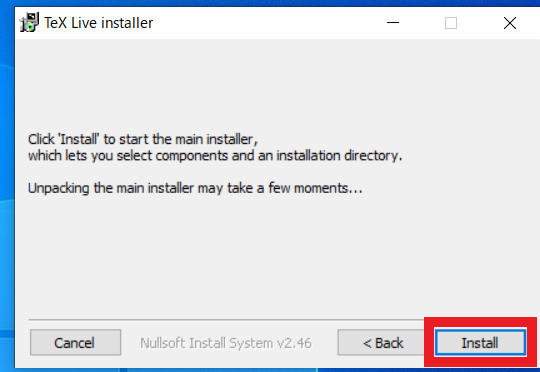 TeX Live installer
Click 'Install' to start the main installer,
which lets you select components and an installation directory.
Unpacking the main installer may take a few moments...
Cancel
Nullsoft Install System v2.46
< Back
Install